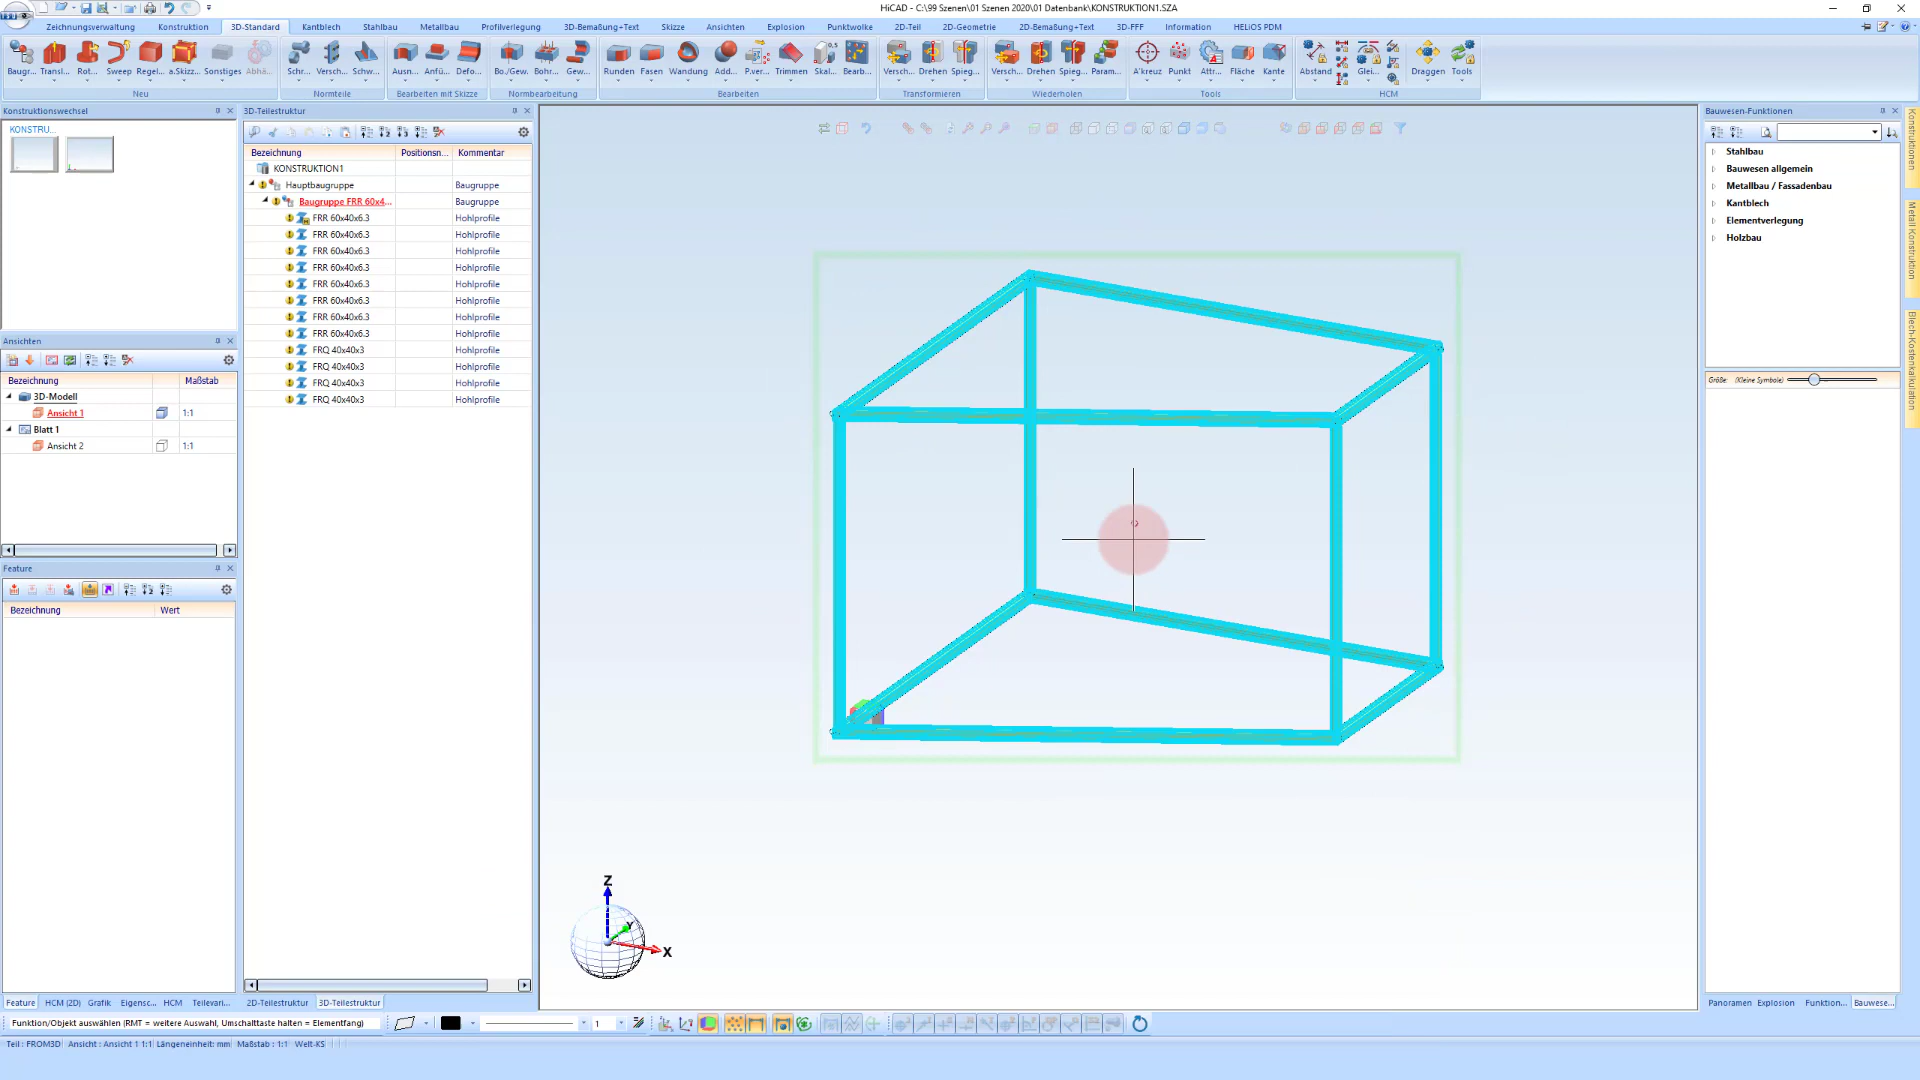 HiCAD - C:\99 Szenen\01 Szenen 2020\01 Datenbank\KONSTRUKTION1.SZA
Zeichnungsverwaltung Konstruktion 3D-Standard Kantblech Stahlbau Metallbau Profilverlegung 3D-Bemaßung+Text Skizze Ansichten Explosion Punktwolke 2D-Teil 2D-Geometrie 2D-Bemaßung+Text 3D-FFF Information HELiOS PDM
Baugr... Transl... Rot... Sweep Regel... a.Skizz... Sonstiges Abhä... Schr... Versch... Schw... Ausn... Anfü... Defo... Bo./Gew. Bohr... Gew... Runden Fasen Wandung Add... P.ver... Trimmen Skal... Bearb... Versch... Drehen Spieg... Versch... Drehen Spieg... Param... A'kreuz Punkt Attr... Fläche Kante Abstand Glei... Draggen Tools
Neu Normteile Bearbeiten mit Skizze Normbearbeitung Bearbeiten Transformieren Wiederholen Tools HCM
Konstruktionswechsel
KONSTRU...
Ansichten
Bezeichnung Maßstab
3D-Modell
Ansicht 1 1:1
Blatt 1
Ansicht 2 1:1
Feature
Bezeichnung Wert
Feature HCM (2D) Grafik Eigensc... HCM Teilevari...
3D-Teilestruktur
Bezeichnung Positionsn... Kommentar
KONSTRUKTION1
Hauptbaugruppe Baugruppe
Baugruppe FRR 60x4... Baugruppe
FRR 60x40x6.3 Hohlprofile
FRR 60x40x6.3 Hohlprofile
FRR 60x40x6.3 Hohlprofile
FRR 60x40x6.3 Hohlprofile
FRR 60x40x6.3 Hohlprofile
FRR 60x40x6.3 Hohlprofile
FRR 60x40x6.3 Hohlprofile
FRR 60x40x6.3 Hohlprofile
FRQ 40x40x3 Hohlprofile
FRQ 40x40x3 Hohlprofile
FRQ 40x40x3 Hohlprofile
FRQ 40x40x3 Hohlprofile
2D-Teilestruktur 3D-Teilestruktur
Z
Y
X
Bauwesen-Funktionen
Stahlbau
Bauwesen allgemein
Metallbau / Fassadenbau
Kantblech
Elementverlegung
Holzbau
Größe: (Kleine Symbole)
Panoramen Explosion Funktion... Bauwese...
Konstruktionen
Metall Konstruktion
Blech-Kostenkalkulation
Funktion/Objekt auswählen (RMT = weitere Auswahl, Umschalttaste halten = Elementfang) 1
Teil : FROM3D Ansicht : Ansicht 1 1:1 Längeneinheit: mm Maßstab : 1:1 Welt-KS